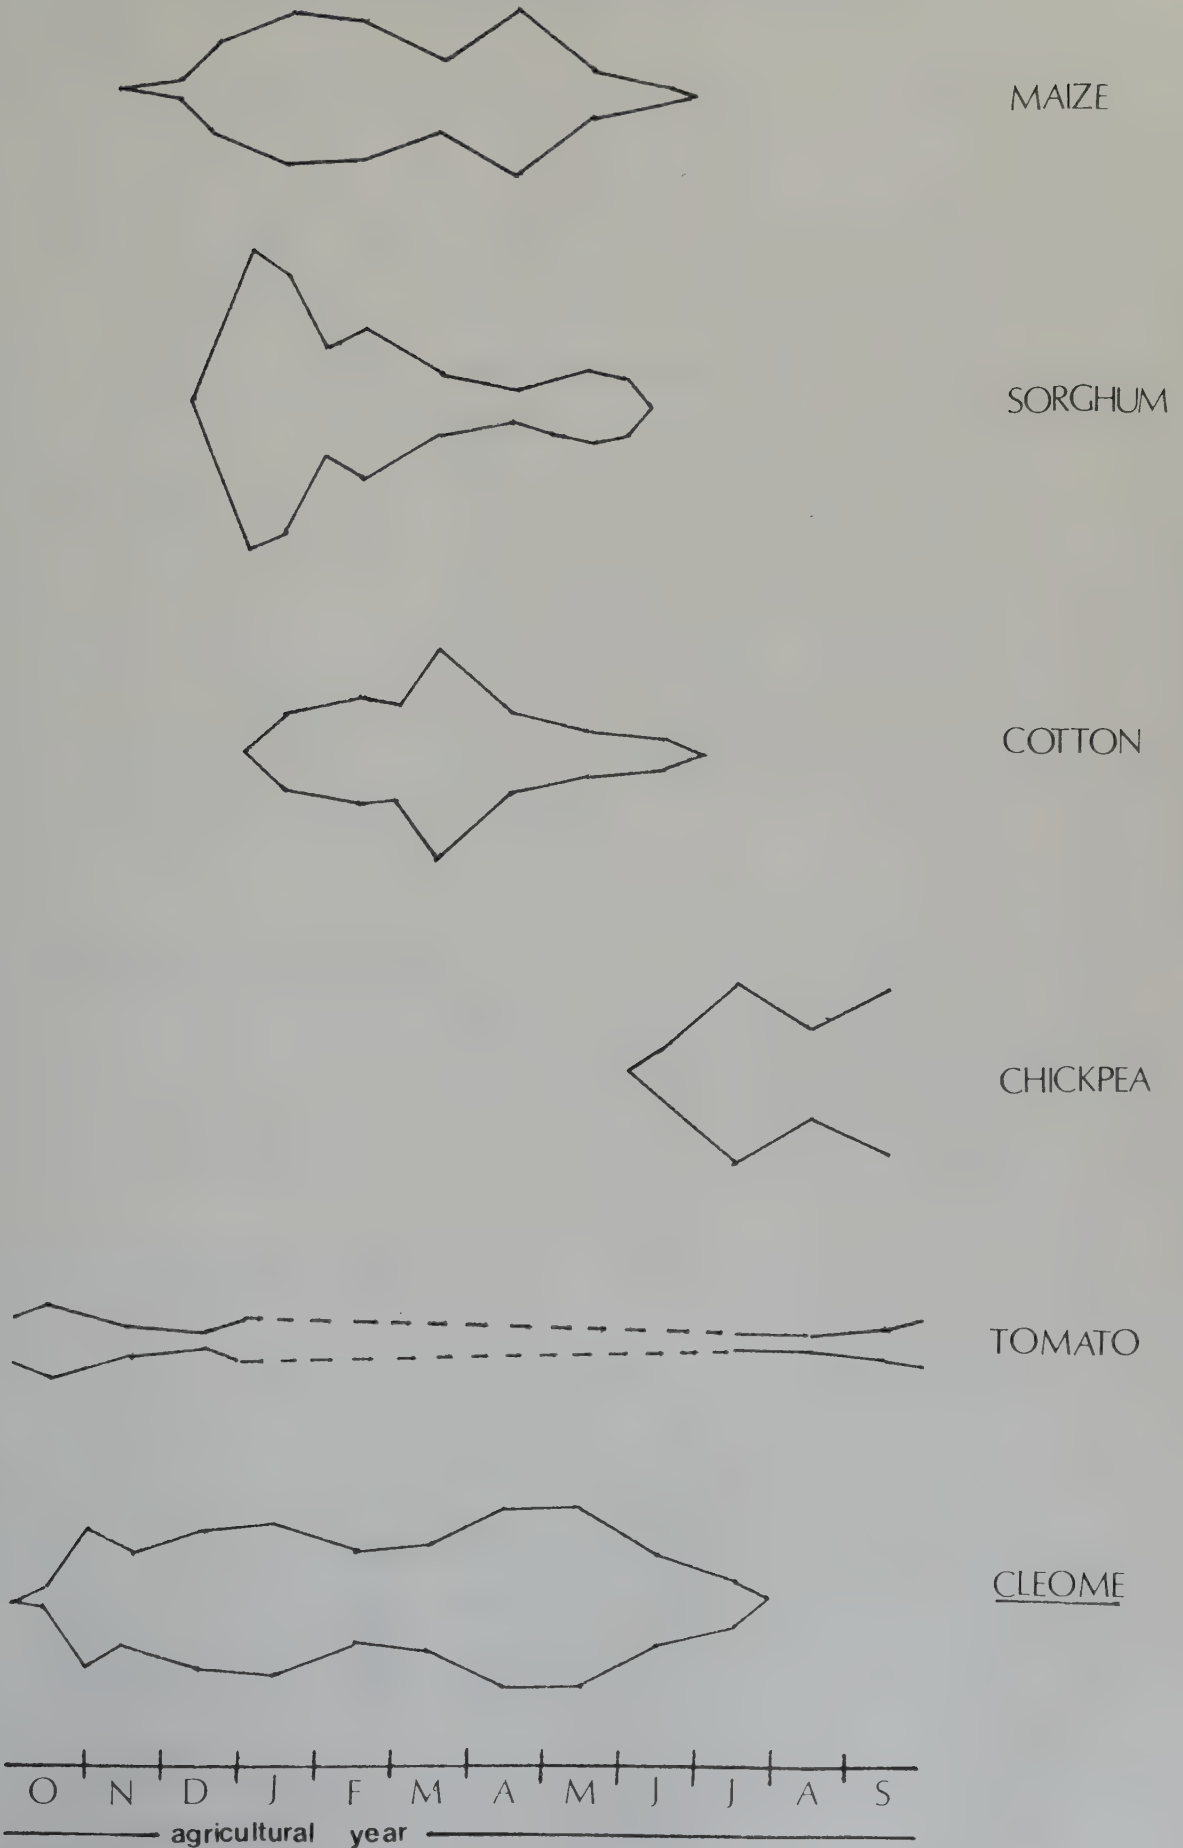 MAIZE
SORGHUM
COTTON
CHICKPEA
TOMATO
CLEOME
O N D J F M A M J J A S
agricultural year